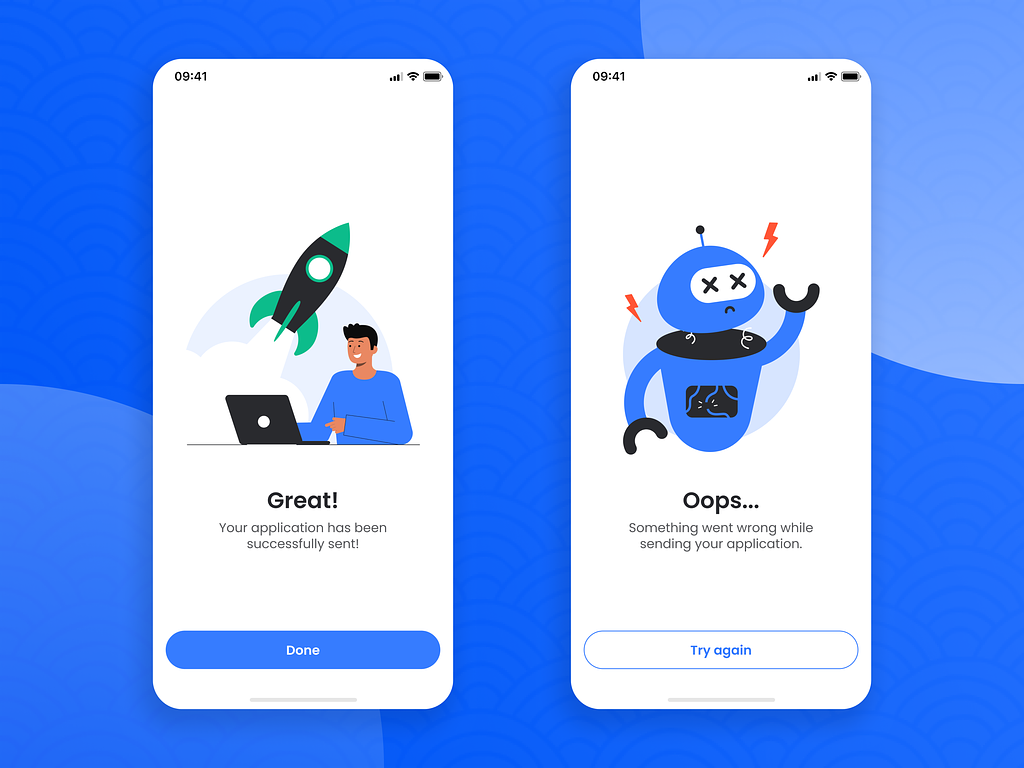 09:41
Great!
Your application has been
successfully sent!
Done
09:41
Oops...
Something went wrong while
sending your application.
Try again